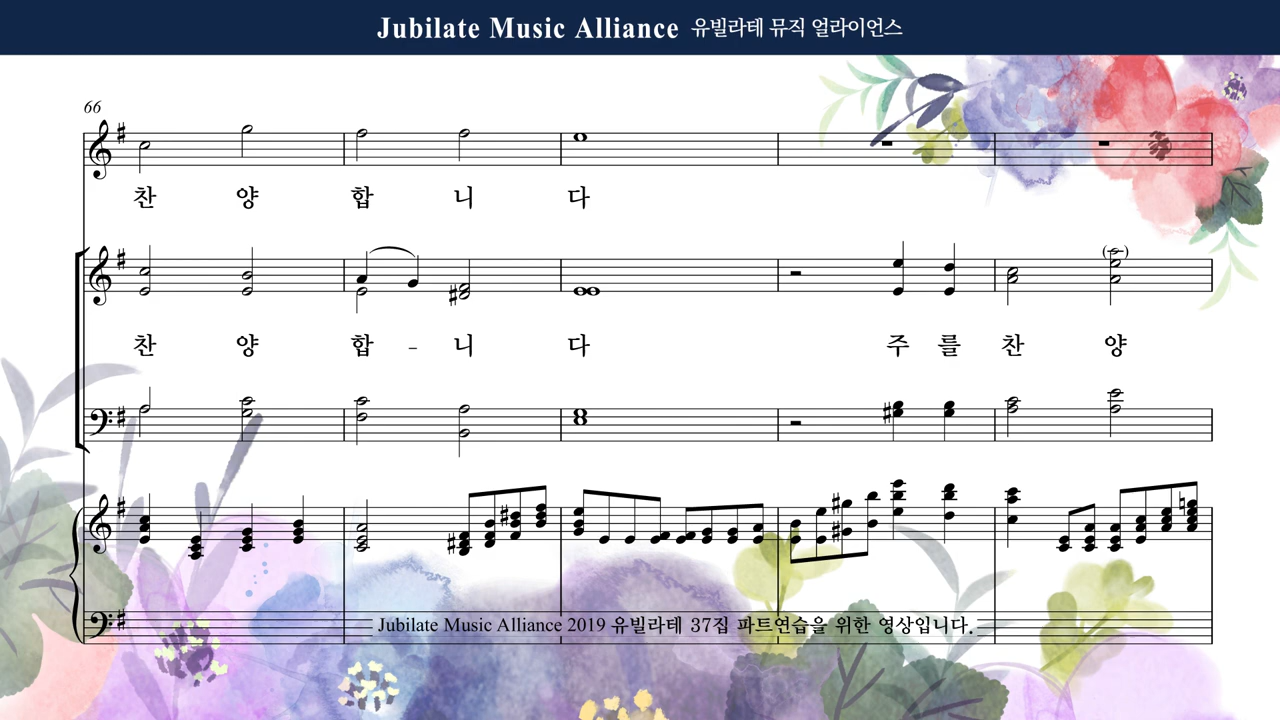 Jubilate Music Alliance 유빌라테 뮤직 얼라이언스
66
찬 양 합 니 다
찬 양 합 - 니 다 주 를 찬 양
Jubilate Music Alliance 2019 유빌라테 37집 파트연습을 위한 영상입니다.